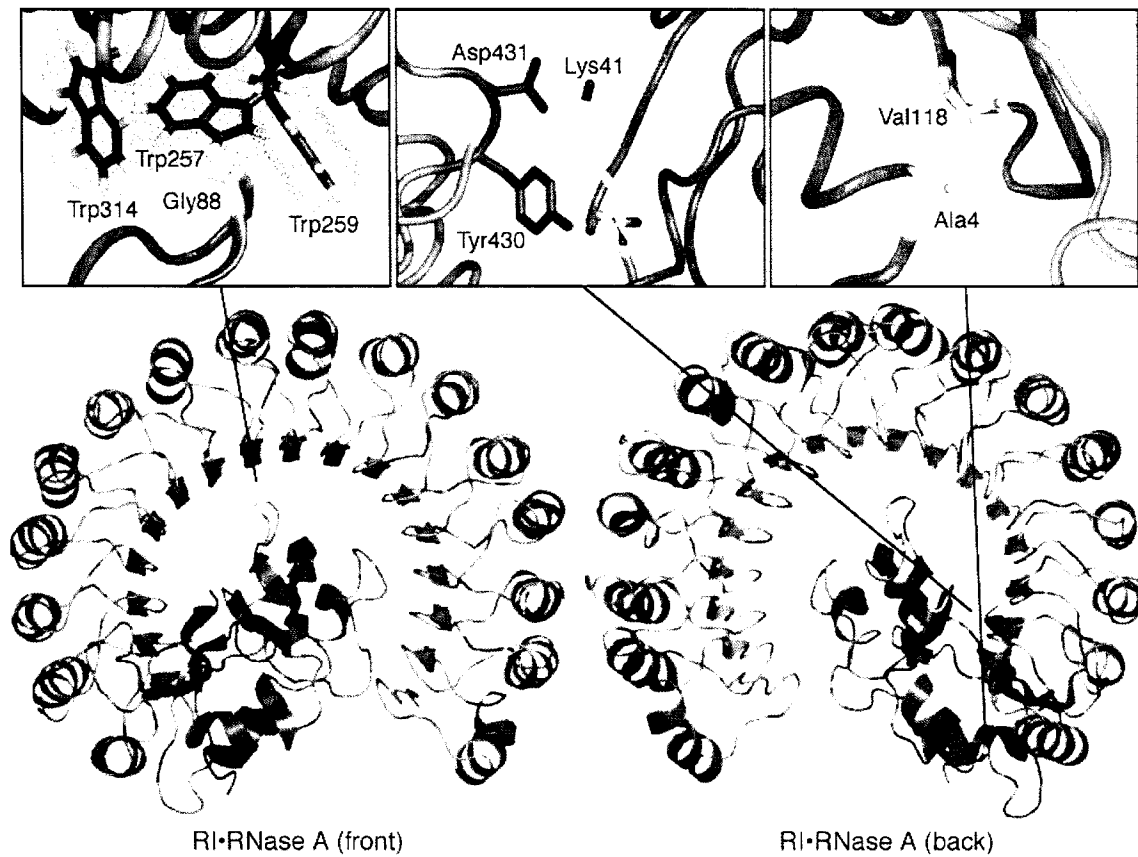 Trp257
Trp314
Gly88
Trp259
Asp431
Lys41
Tyr430
Val118
Ala4
RI•RNase A (front)
RI•RNase A (back)